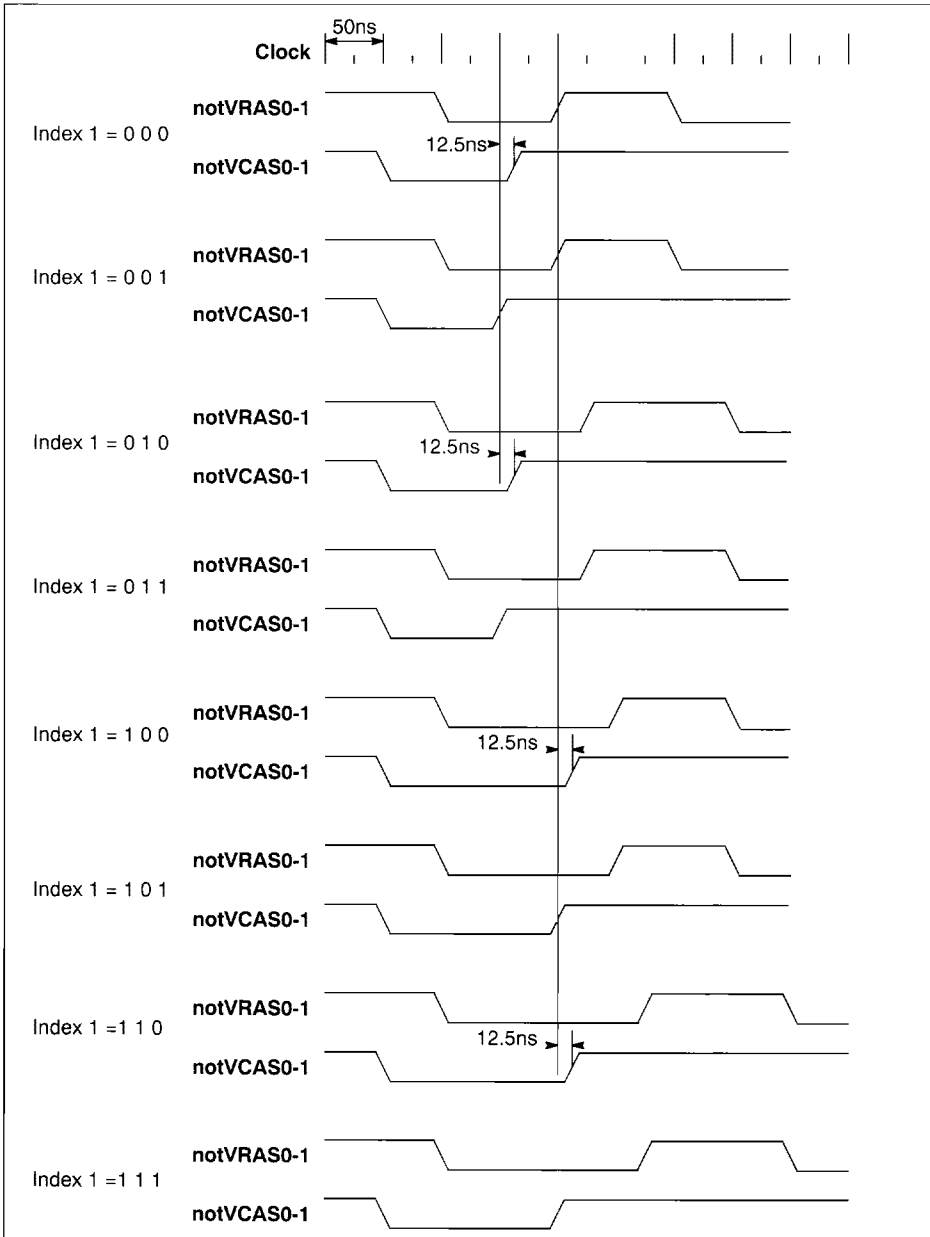 50ns
Clock
notVRAS0-1
Index 1 = 0 0 0
12.5ns
notVCAS0-1
notVRAS0-1
Index 1 = 0 0 1
notVCAS0-1
notVRAS0-1
Index 1 = 0 1 0
12.5ns
notVCAS0-1
notVRAS0-1
Index 1 = 0 1 1
notVCAS0-1
notVRAS0-1
Index 1 = 1 0 0
12.5ns
notVCAS0-1
notVRAS0-1
Index 1 = 1 0 1
notVCAS0-1
notVRAS0-1
Index 1 =1 1 0
12.5ns
notVCAS0-1
notVRAS0-1
Index 1 =1 1 1
notVCAS0-1